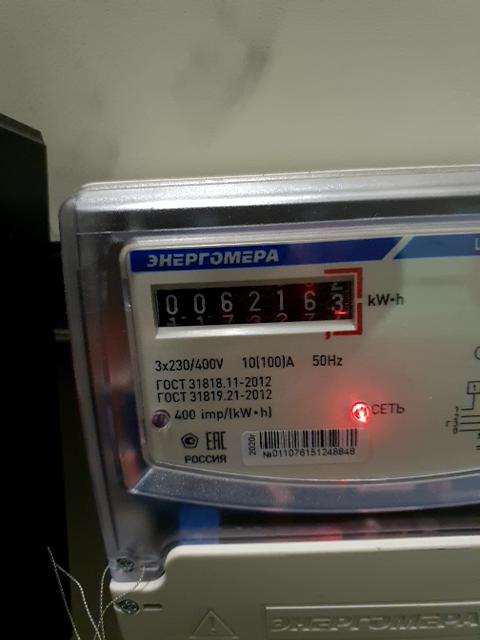 ЭНЕРГОМЕРА
0062163 kW•h
3x230/400V 10(100)A 50Hz
ГОСТ 31818.11-2012
ГОСТ 31819.21-2012
400 imp/(kW•h)
СЕТЬ
ЕАС
РОССИЯ
2020г
№011076151248848
ЭНЕРГОМЕРА